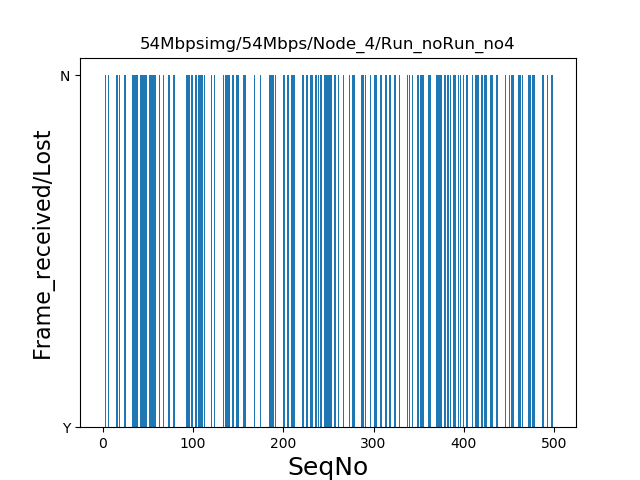 54Mbpsimg/54Mbps/Node_4/Run_noRun_no4
N
Frame_received/Lost
Y
0 100 200 300 400 500
SeqNo